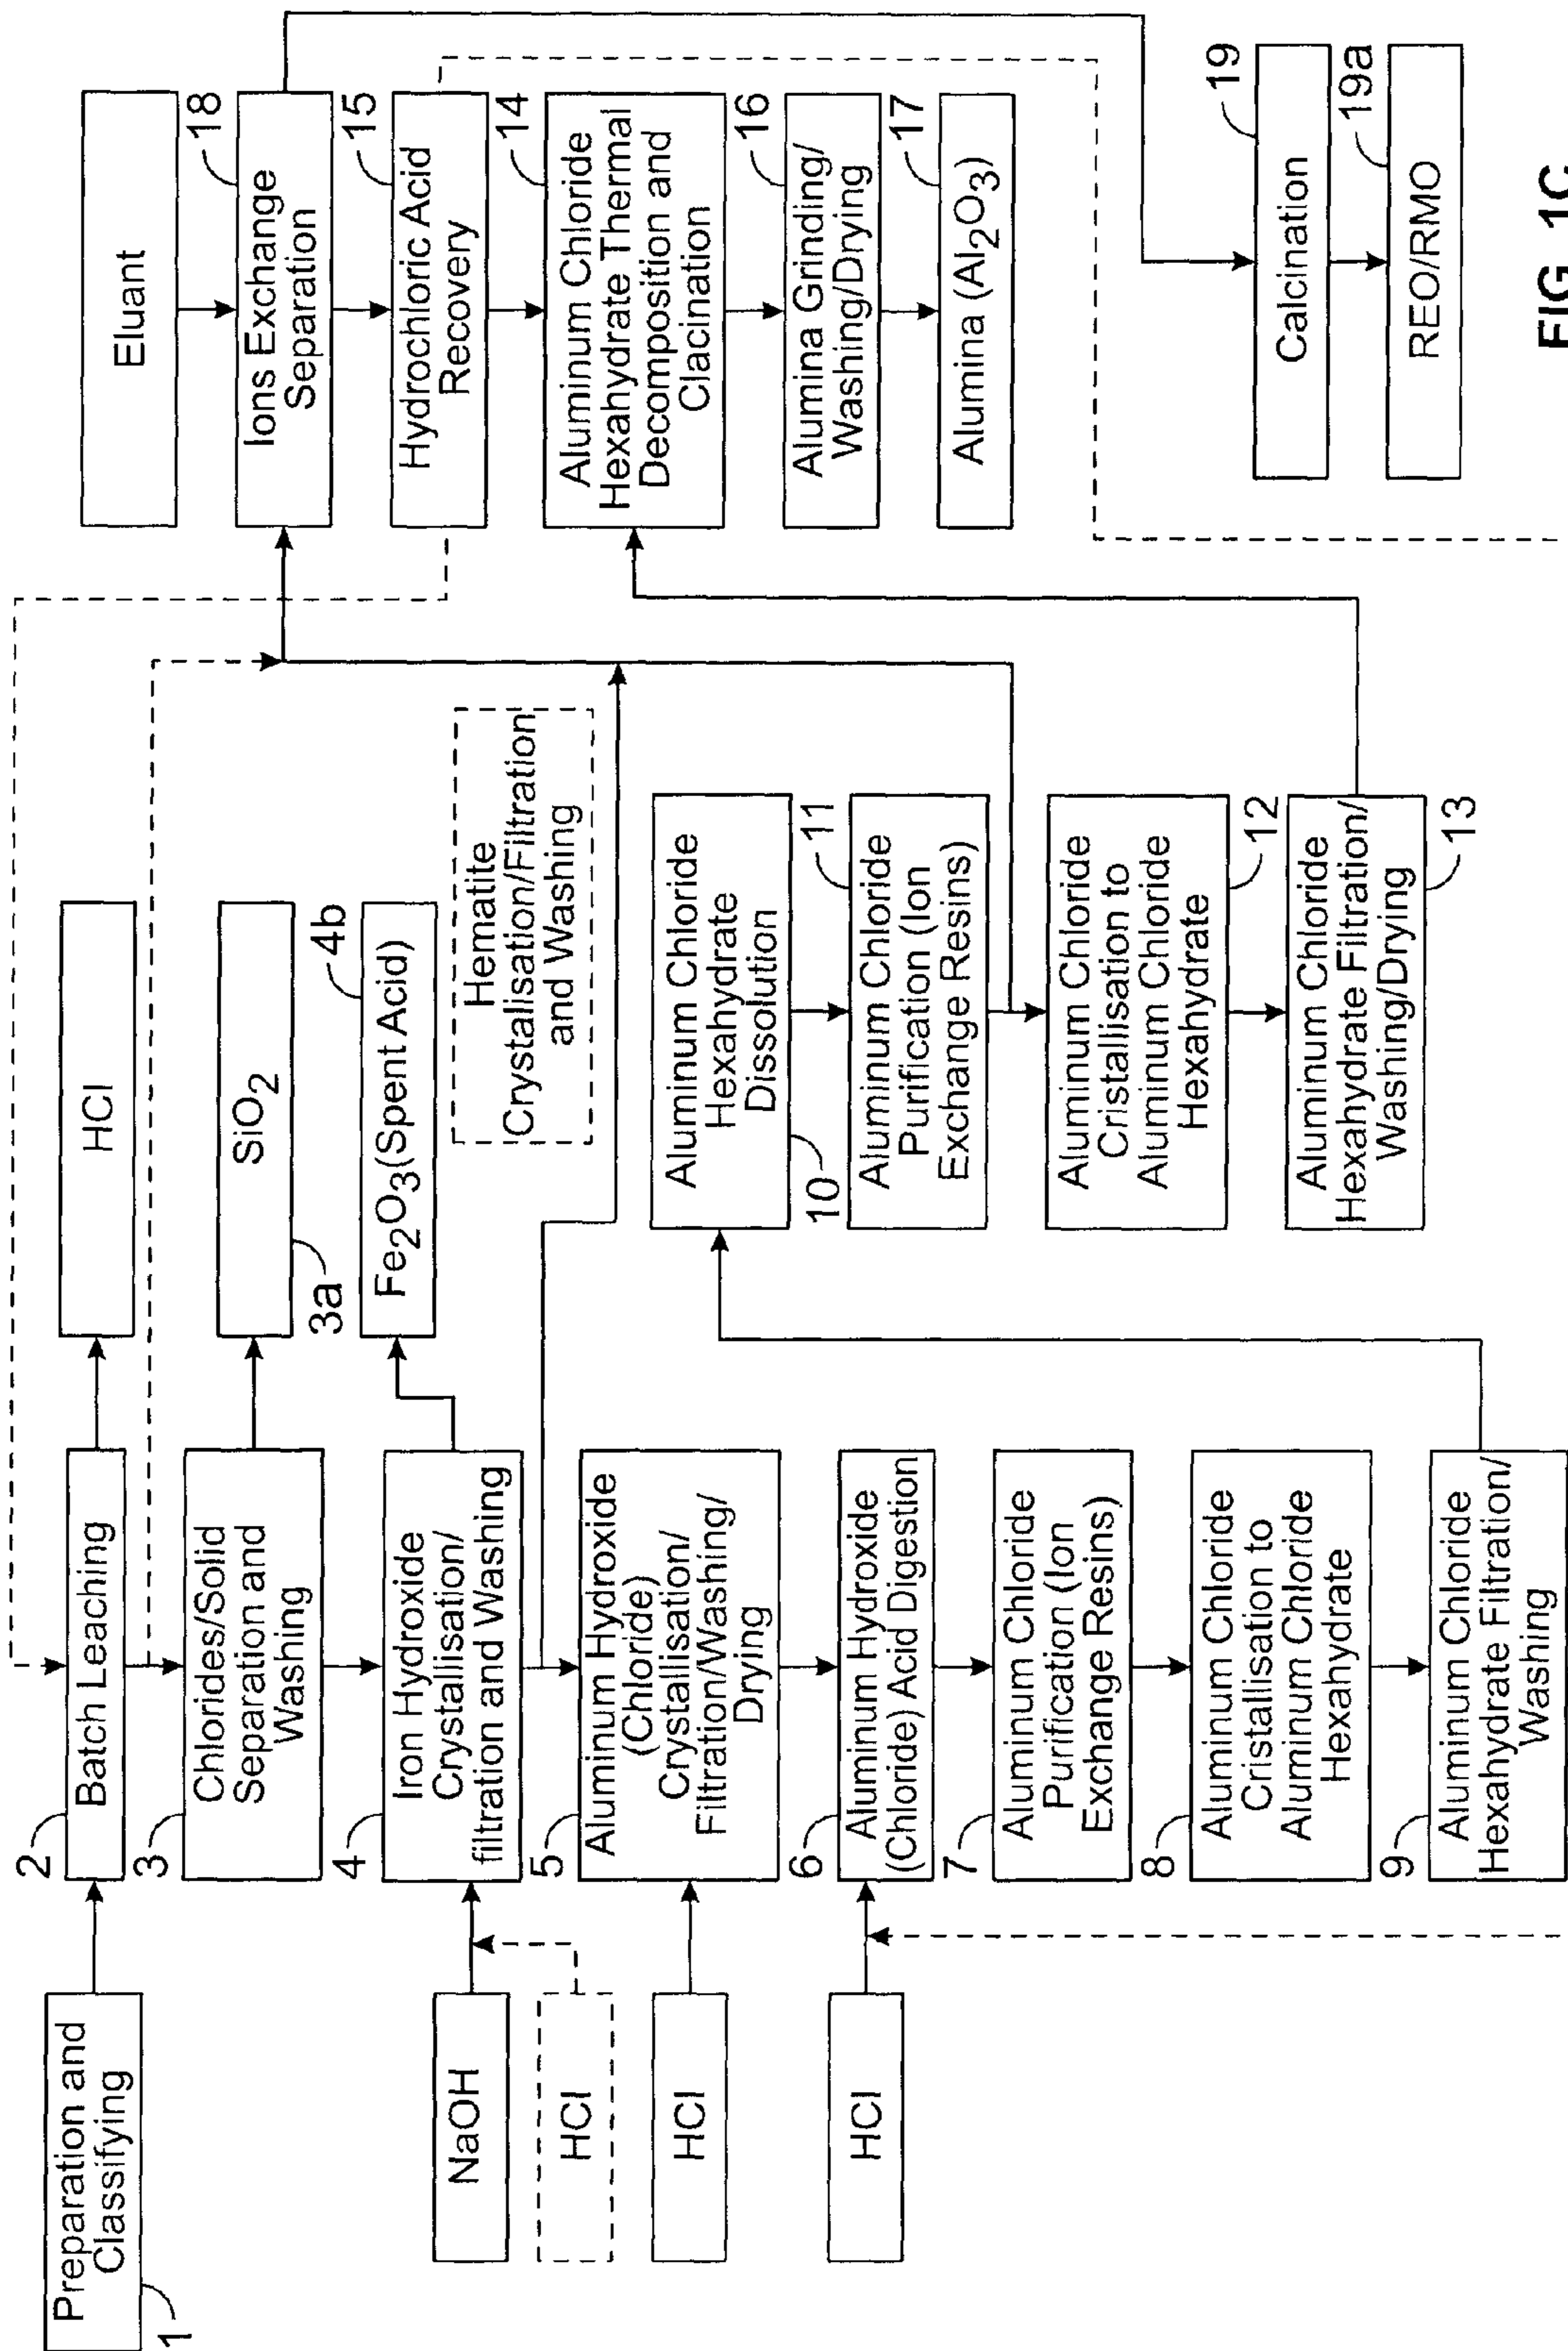 Preparation and
Classifying
1
NaOH
HCl
HCl
HCl
2
Batch Leaching
3
Chlorides/Solid
Separation and
Washing
4
Iron Hydroxide
Crystallisation/
filtration and Washing
5
Aluminum Hydroxide
(Chloride)
Crystallisation/
Filtration/Washing/
Drying
6
Aluminum Hydroxide
(Chloride) Acid Digestion
7
Aluminum Chloride
Purification (Ion
Exchange Resins)
8
Aluminum Chloride
Cristallisation to
Aluminum Chloride
Hexahydrate
9
Aluminum Chloride
Hexahydrate Filtration/
Washing
HCl
SiO2
3a
Fe2O3(Spent Acid)
4b
Hematite
Crystallisation/Filtration
and Washing
Aluminum Chloride
Hexahydrate
Dissolution
10
Aluminum Chloride
Purification (Ion
Exchange Resins)
11
Aluminum Chloride
Cristallisation to
Aluminum Chloride
Hexahydrate
12
Aluminum Chloride
Hexahydrate Filtration/
Washing/Drying
13
Eluant
Ions Exchange
Separation
18
Hydrochloric Acid
Recovery
15
Aluminum Chloride
Hexahydrate Thermal
Decomposition and
Clacination
14
Alumina Grinding/
Washing/Drying
16
Alumina (Al2O3)
17
Calcination
19
REO/RMO
19a
FIG. 1C